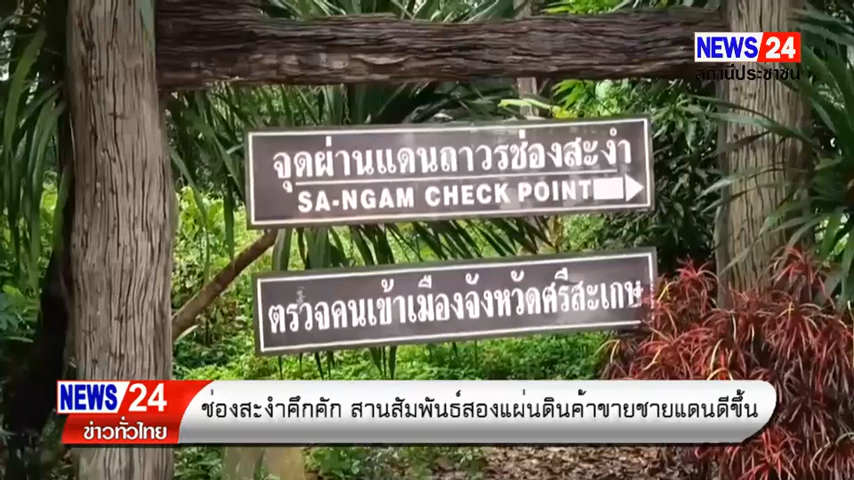 NEWS 24
สถานีประชาชน
จุดผ่านแดนถาวรช่องสะงำ
SA-NGAM CHECK POINT
ตรวจคนเข้าเมืองจังหวัดศรีสะเกษ
NEWS 24
ช่องสะงำคึกคัก สานสัมพันธ์สองแผ่นดินค้าขายชายแดนดีขึ้น
ข่าวทั่วไทย